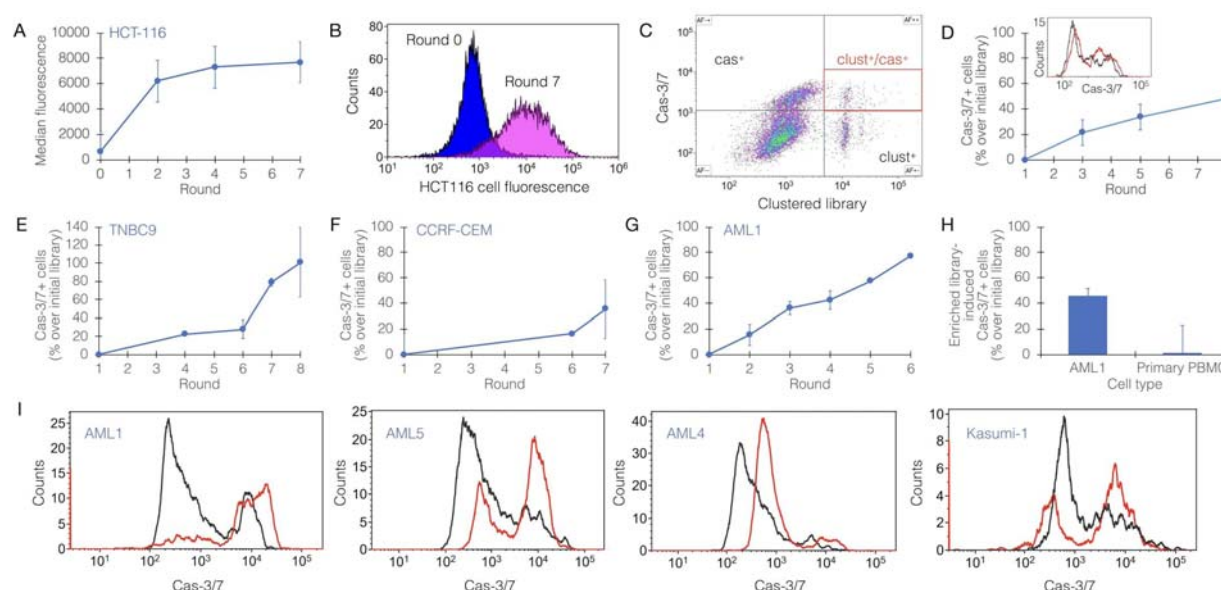 A
HCT-116
Median fluorescence
10000
8000
6000
4000
2000
0
0 1 2 3 4 5 6 7
Round
B
Round 0
Round 7
Counts
80
60
40
20
0
10¹ 10² 10³ 10⁴ 10⁵ 10⁶
HCT116 cell fluorescence
C
cas⁺
clust⁺/cas⁺
clust⁺
Cas-3/7
10⁵
10⁴
10³
10²
10² 10³ 10⁴ 10⁵
Clustered library
D
Cas-3/7+ cells
(% over initial library)
100
80
60
40
20
0
1 2 3 4 5 6 7
Round
15
Counts
10² 10⁵
Cas-3/7
E
TNBC9
Cas-3/7+ cells
(% over initial library)
140
120
100
80
60
40
20
0
1 2 3 4 5 6 7 8
Round
F
CCRF-CEM
Cas-3/7+ cells
(% over initial library)
100
80
60
40
20
0
1 2 3 4 5 6 7
Round
G
AML1
Cas-3/7+ cells
(% over initial library)
100
80
60
40
20
0
1 2 3 4 5 6
Round
H
Enriched library-
induced
Cas-3/7+ cells
(% over initial library)
100
80
60
40
20
0
AML1 Primary PBMC
Cell type
I
AML1
Counts
25
20
15
10
5
0
10¹ 10² 10³ 10⁴ 10⁵
Cas-3/7
AML5
Counts
25
20
15
10
5
0
10¹ 10² 10³ 10⁴ 10⁵
Cas-3/7
AML4
Counts
40
30
20
10
0
10¹ 10² 10³ 10⁴ 10⁵
Cas-3/7
Kasumi-1
Counts
10
8
6
4
2
0
10¹ 10² 10³ 10⁴ 10⁵
Cas-3/7